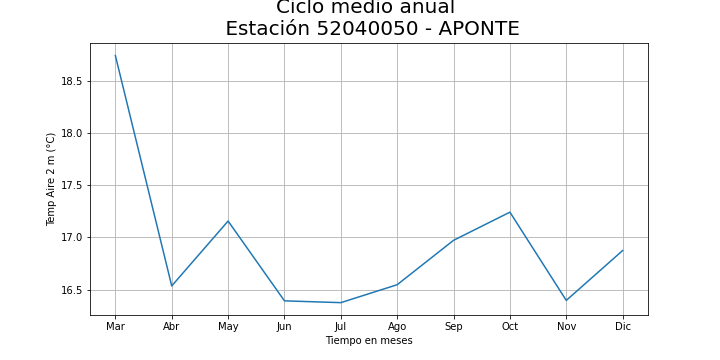 Ciclo medio anual
Estación 52040050 - APONTE
Temp Aire 2 m (°C)
18.5
18.0
17.5
17.0
16.5
Mar Abr May Jun Jul Ago Sep Oct Nov Dic
Tiempo en meses